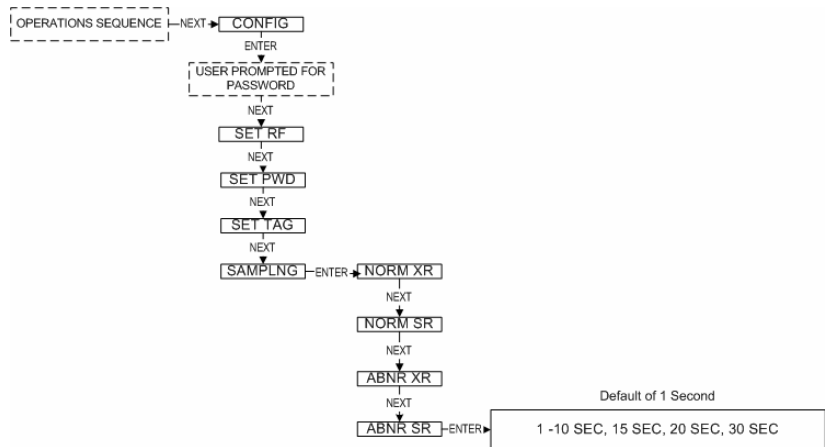 OPERATIONS SEQUENCE
NEXT
CONFIG
ENTER
USER PROMPTED FOR
PASSWORD
NEXT
SET RF
NEXT
SET PWD
NEXT
SET TAG
NEXT
SAMPLNG
ENTER
NORM XR
NEXT
NORM SR
NEXT
ABNR XR
NEXT
ABNR SR
ENTER
Default of 1 Second
1 -10 SEC, 15 SEC, 20 SEC, 30 SEC